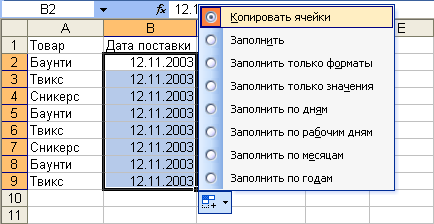 B2 12.1
A B E
1 Товар Дата поставки
2 Баунти 12.11.2003
3 Твикс 12.11.2003
4 Сникерс 12.11.2003
5 Баунти 12.11.2003
6 Твикс 12.11.2003
7 Сникерс 12.11.2003
8 Баунти 12.11.2003
9 Твикс 12.11.2003
10
11
Копировать ячейки
Заполнить
Заполнить только форматы
Заполнить только значения
Заполнить по дням
Заполнить по рабочим дням
Заполнить по месяцам
Заполнить по годам